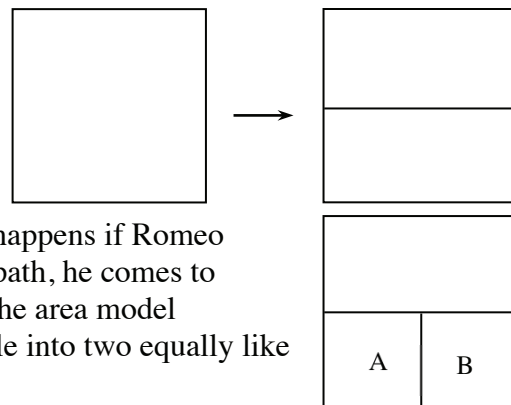 happens if Romeo
path, he comes to
he area model
le into two equally like
A
B